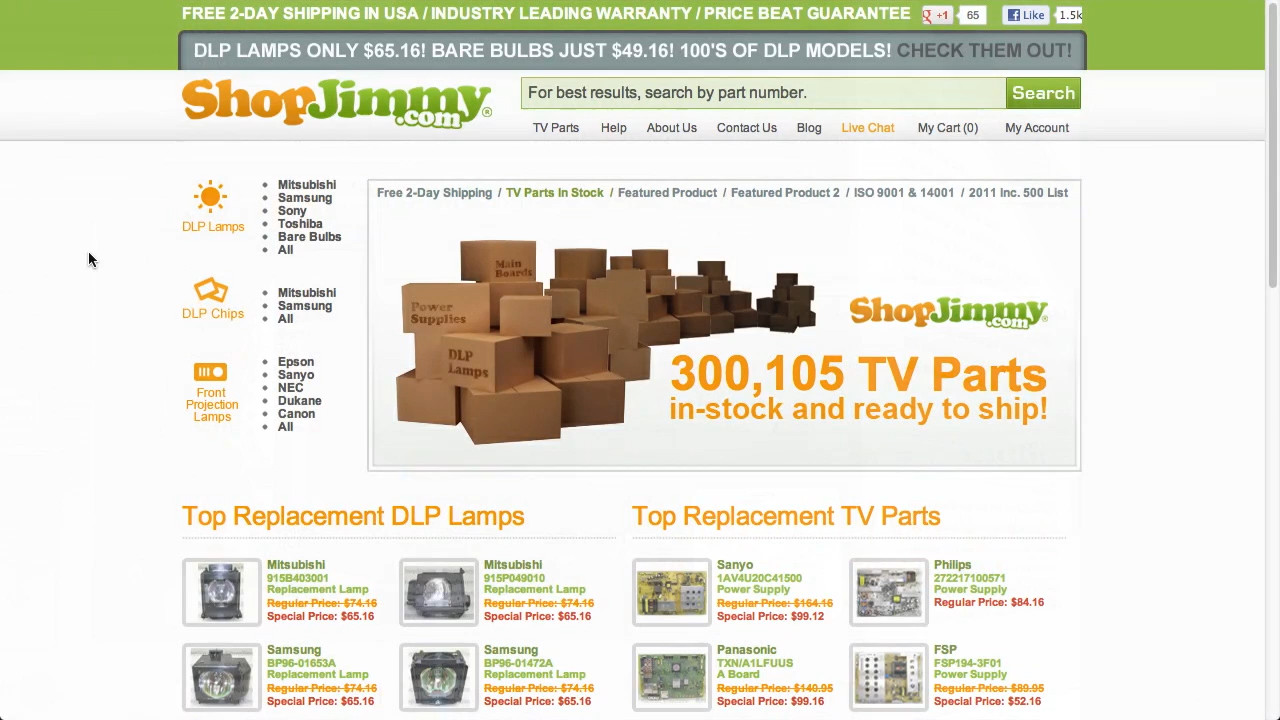 FREE 2-DAY SHIPPING IN USA / INDUSTRY LEADING WARRANTY / PRICE BEAT GUARANTEE
+1 65 Like 1.5k
DLP LAMPS ONLY $65.16! BARE BULBS JUST $49.16! 100'S OF DLP MODELS! CHECK THEM OUT!
ShopJimmy.com®
For best results, search by part number. Search
TV Parts Help About Us Contact Us Blog Live Chat My Cart (0) My Account
DLP Lamps
Mitsubishi
Samsung
Sony
Toshiba
Bare Bulbs
All
DLP Chips
Mitsubishi
Samsung
All
Front
Projection
Lamps
Epson
Sanyo
NEC
Dukane
Canon
All
Free 2-Day Shipping / TV Parts In Stock / Featured Product / Featured Product 2 / ISO 9001 & 14001 / 2011 Inc. 500 List
Main
Boards
Power
Supplies
DLP
Lamps
ShopJimmy.com®
300,105 TV Parts
in-stock and ready to ship!
Top Replacement DLP Lamps
Mitsubishi
915B403001
Replacement Lamp
Regular Price: $74.16
Special Price: $65.16
Mitsubishi
915P049010
Replacement Lamp
Regular Price: $74.16
Special Price: $65.16
Samsung
BP96-01653A
Replacement Lamp
Regular Price: $74.16
Special Price: $65.16
Samsung
BP96-01472A
Replacement Lamp
Regular Price: $74.16
Special Price: $65.16
Top Replacement TV Parts
Sanyo
1AV4U20C41500
Power Supply
Regular Price: $164.16
Special Price: $99.12
Philips
272217100571
Power Supply
Regular Price: $84.16
Panasonic
TXN/A1LFUUS
A Board
Regular Price: $140.95
Special Price: $99.16
FSP
FSP194-3F01
Power Supply
Regular Price: $89.95
Special Price: $52.16